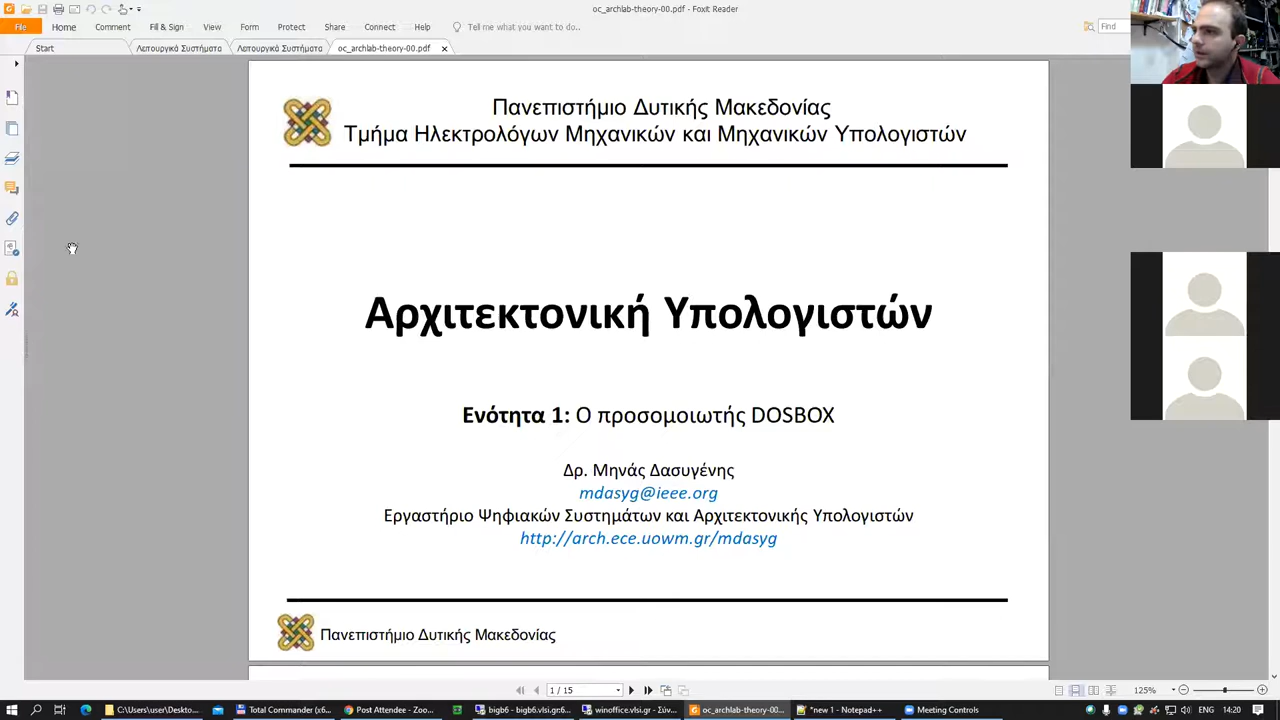 oc_archlab-theory-00.pdf - Foxit Reader
File Home Comment Fill & Sign View Form Protect Share Connect Help Tell me what you want to do... Find
Start Λειτουργικά Συστήματα Λειτουργικά Συστήματα oc_archlab-theory-00.pdf
Πανεπιστήμιο Δυτικής Μακεδονίας
Τμήμα Ηλεκτρολόγων Μηχανικών και Μηχανικών Υπολογιστών
Αρχιτεκτονική Υπολογιστών
Ενότητα 1: Ο προσομοιωτής DOSBOX
Δρ. Μηνάς Δασυγένης
mdasyg@ieee.org
Εργαστήριο Ψηφιακών Συστημάτων και Αρχιτεκτονικής Υπολογιστών
http://arch.ece.uowm.gr/mdasyg
Πανεπιστήμιο Δυτικής Μακεδονίας
1 / 15 125%
C:\Users\user\Deskto... Total Commander (x6... Post Attendee - Zoo... bigb6 - bigb6.vlsi.gr:6... winoffice.vlsi.gr - Σύν... oc_archlab-theory-00... *new 1 - Notepad++ Meeting Controls ENG 14:20